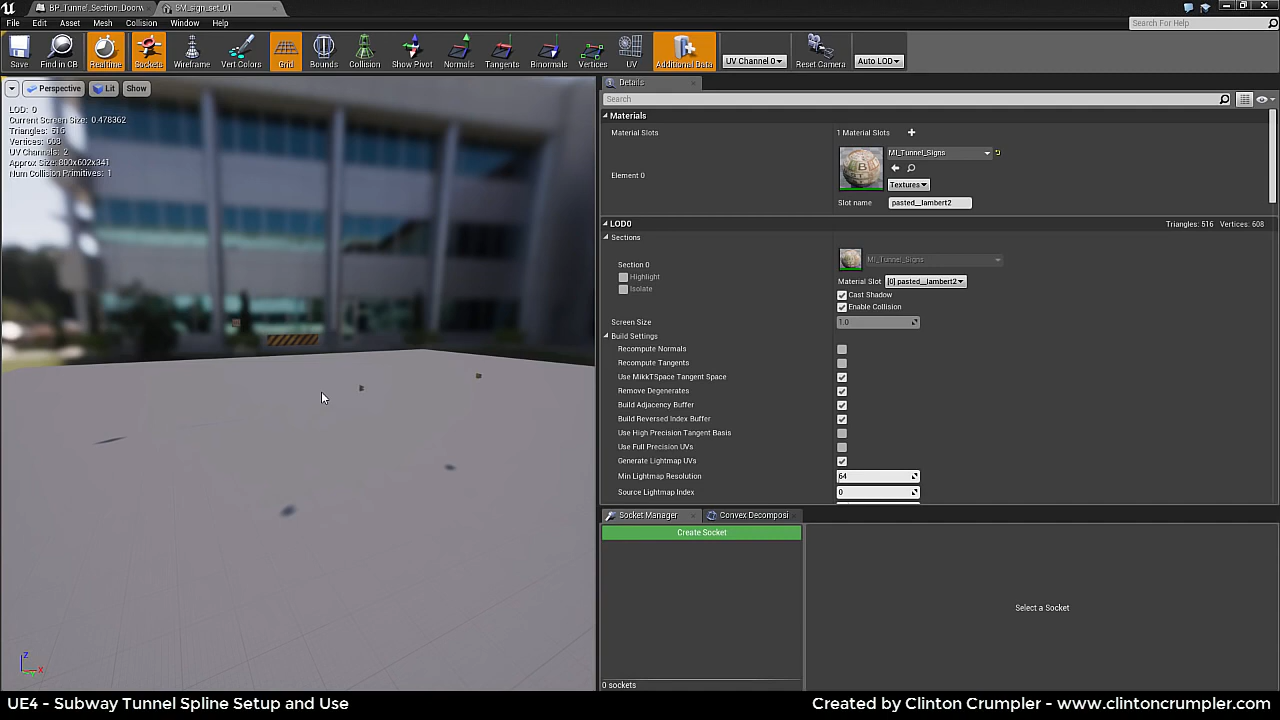 BP_Tunnel_Section_Doorw
SM_sign_set_01
File Edit Asset Mesh Collision Window Help
Search For Help
Save Find in CB Realtime Sockets Wireframe Vert Colors Grid Bounds Collision Show Pivot Normals Tangents Binormals Vertices UV Additional Data UV Channel 0 Reset Camera Auto LOD
Perspective Lit Show
LOD: 0
Current Screen Size: 0.478362
Triangles: 516
Vertices: 608
UV Channels: 2
Approx Size: 800x602x341
Num Collision Primitives: 1
Details
Search
Materials
Material Slots 1 Material Slots
Element 0
MI_Tunnel_Signs
Textures
Slot name pasted__lambert2
LOD0 Triangles: 516 Vertices: 608
Sections
Section 0
Highlight
Isolate
MI_Tunnel_Signs
Material Slot [0] pasted__lambert2
Cast Shadow
Enable Collision
Screen Size 1.0
Build Settings
Recompute Normals
Recompute Tangents
Use MikkTSpace Tangent Space
Remove Degenerates
Build Adjacency Buffer
Build Reversed Index Buffer
Use High Precision Tangent Basis
Use Full Precision UVs
Generate Lightmap UVs
Min Lightmap Resolution 64
Source Lightmap Index 0
Socket Manager
Convex Decomposi
Create Socket
Select a Socket
0 sockets
Z
X
UE4 - Subway Tunnel Spline Setup and Use
Created by Clinton Crumpler - www.clintoncrumpler.com